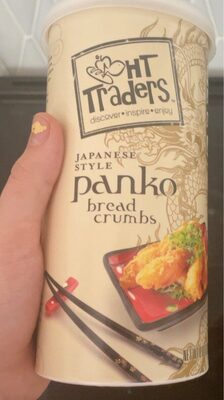 HT
Traders
discover • inspire • enjoy
JAPANESE
STYLE
panko
bread
crumbs